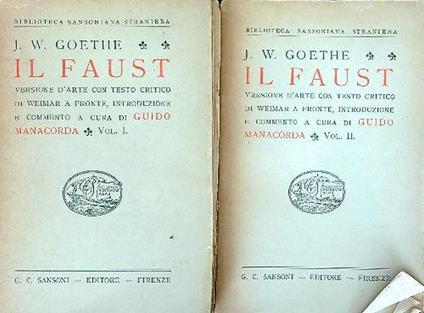 BIBLIOTECA SANSONIANA STRANIERA
J. W. GOETHE
IL FAUST
VERSIONE D'ARTE CON TESTO CRITICO
DI WEIMAR A FRONTE, INTRODUZIONE
E COMMENTO A CURA DI GUIDO
MANACORDA VOL. I.
G. C. SANSONI — EDITORE — FIRENZE
BIBLIOTECA SANSONIANA STRANIERA
J. W. GOETHE
IL FAUST
VERSIONE D'ARTE CON TESTO CRITICO
DI WEIMAR A FRONTE, INTRODUZIONE
E COMMENTO A CURA DI GUIDO
MANACORDA VOL. II.
G. C. SANSONI — EDITORE — FIRENZE